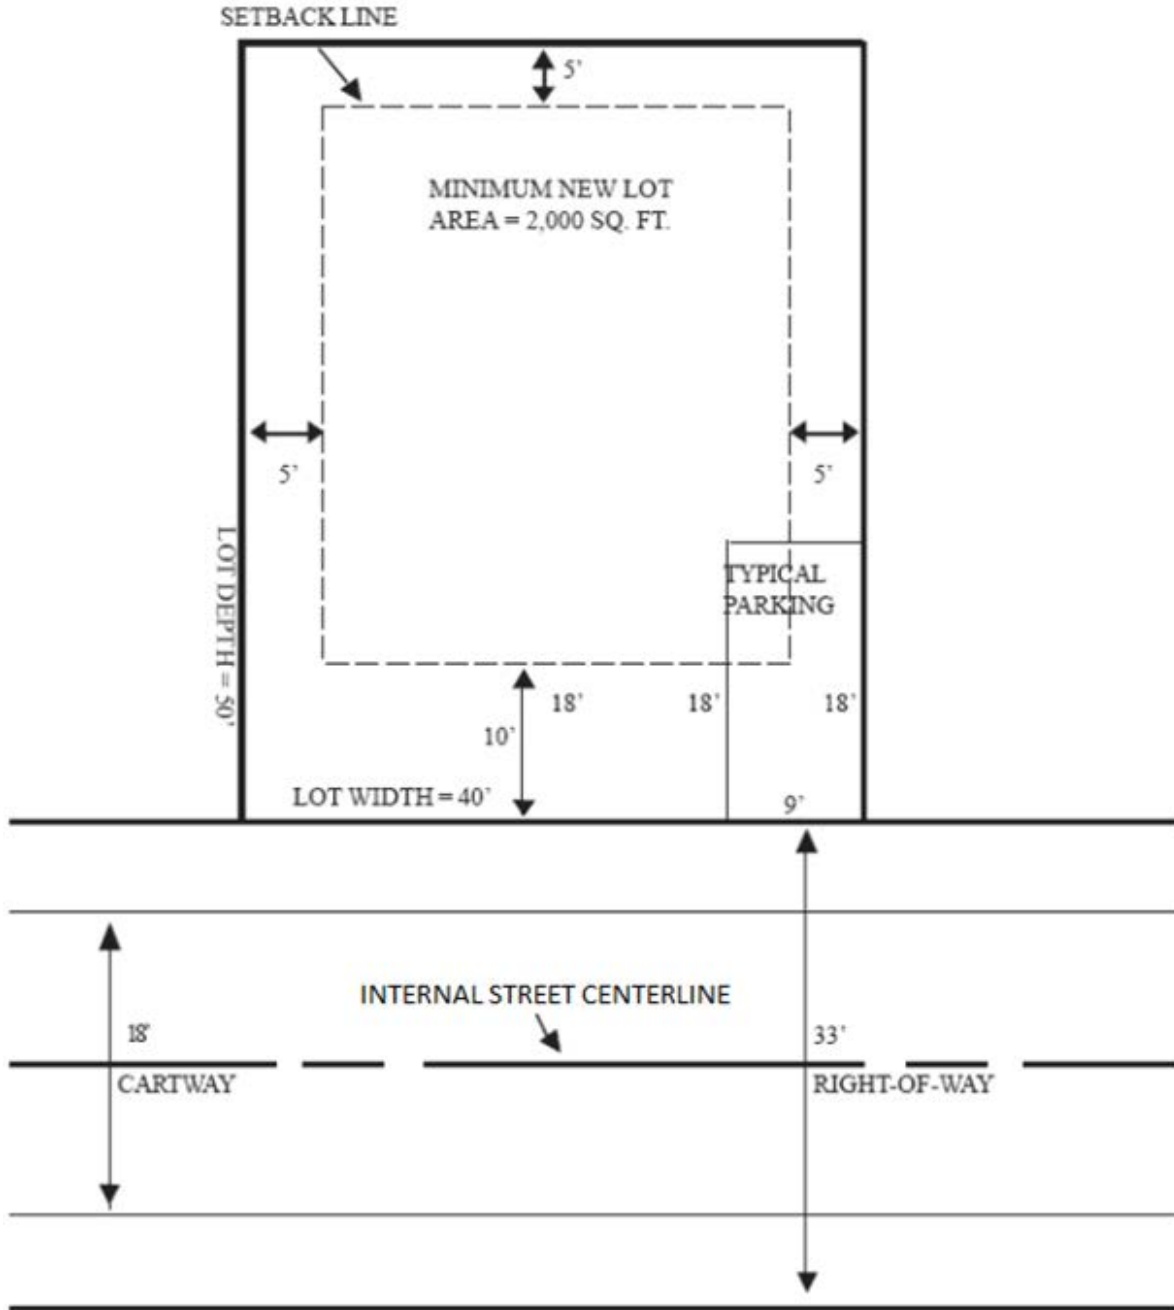 SETBACK LINE
5’
MINIMUM NEW LOT
AREA = 2,000 SQ. FT.
5’
5’
LOT DEPTH = 50’
TYPICAL
PARKING
18’
18’
18’
10’
LOT WIDTH = 40’
9’
INTERNAL STREET CENTERLINE
18’
33’
CARTWAY
RIGHT-OF-WAY